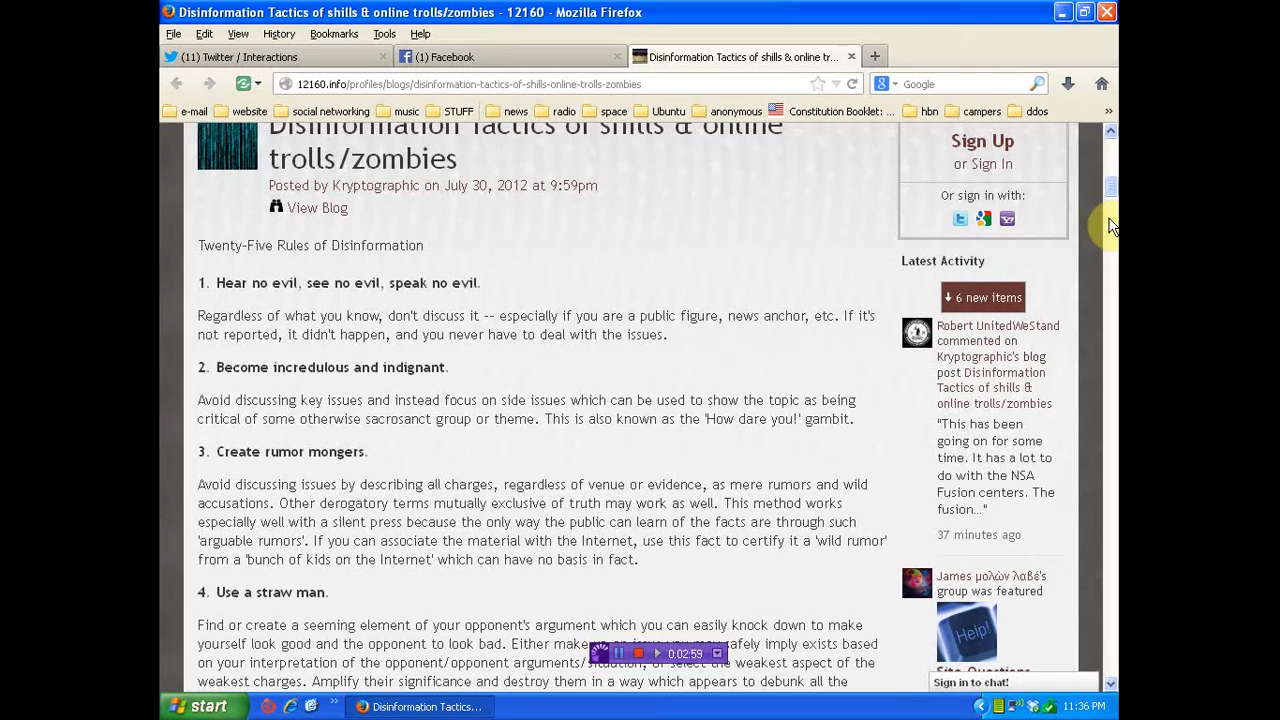 Disinformation Tactics of shills & online trolls/zombies - 12160 - Mozilla Firefox
File Edit View History Bookmarks Tools Help
(11) Twitter / Interactions
(1) Facebook
Disinformation Tactics of shills & online tr...
12160.info/profiles/blogs/disinformation-tactics-of-shills-online-trolls-zombies
Google
e-mail website social networking music STUFF news radio space Ubuntu anonymous Constitution Booklet: ... hbn campers ddos
Disinformation Tactics of shills & online
trolls/zombies
Posted by Kryptographic on July 30, 2012 at 9:59pm
View Blog
Twenty-Five Rules of Disinformation
1. Hear no evil, see no evil, speak no evil.
Regardless of what you know, don't discuss it -- especially if you are a public figure, news anchor, etc. If it's
not reported, it didn't happen, and you never have to deal with the issues.
2. Become incredulous and indignant.
Avoid discussing key issues and instead focus on side issues which can be used to show the topic as being
critical of some otherwise sacrosanct group or theme. This is also known as the 'How dare you!' gambit.
3. Create rumor mongers.
Avoid discussing issues by describing all charges, regardless of venue or evidence, as mere rumors and wild
accusations. Other derogatory terms mutually exclusive of truth may work as well. This method works
especially well with a silent press because the only way the public can learn of the facts are through such
'arguable rumors'. If you can associate the material with the Internet, use this fact to certify it a 'wild rumor'
from a 'bunch of kids on the Internet' which can have no basis in fact.
4. Use a straw man.
Find or create a seeming element of your opponent's argument which you can easily knock down to make
yourself look good and the opponent to look bad. Either make an issue you may safely imply exists based
on your interpretation of the opponent/opponent arguments/situation, or select the weakest aspect of the
weakest charges. Amplify their significance and destroy them in a way which appears to debunk all the
Sign Up
or Sign In
Or sign in with:
Latest Activity
6 new items
Robert UnitedWeStand
commented on
Kryptographic's blog
post Disinformation
Tactics of shills &
online trolls/zombies
"This has been
going on for some
time. It has a lot to
do with the NSA
Fusion centers. The
fusion..."
37 minutes ago
James μολὼν λαβέ's
group was featured
Help!
Site Questions
Sign in to chat!
0:02:59
start
Disinformation Tactics...
11:36 PM